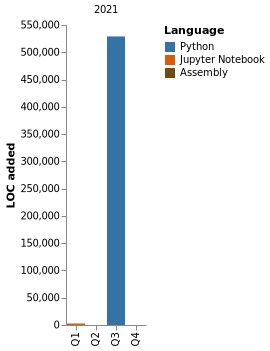 2021
Language
Python
Jupyter Notebook
Assembly
LOC added
550,000
500,000
450,000
400,000
350,000
300,000
250,000
200,000
150,000
100,000
50,000
0
Q1 Q2 Q3 Q4